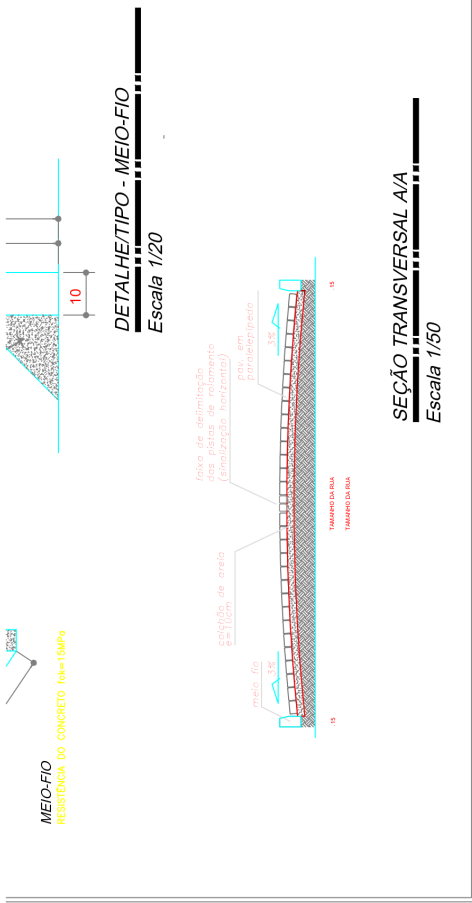 10
DETALHE/TIPO - MEIO-FIO
Escala 1/20
MEIO-FIO
RESISTÊNCIA DO CONCRETO fck=15MPa
faixa de delimitação
das pistas de rolamento
(sinalização horizontal)
colchão de areia
e=10cm
meio fio
3%
pav. em
paralelepípedo
3%
.15
TAMANHO DA RUA
TAMANHO DA RUA
.15
SEÇÃO TRANSVERSAL A/A
Escala 1/50